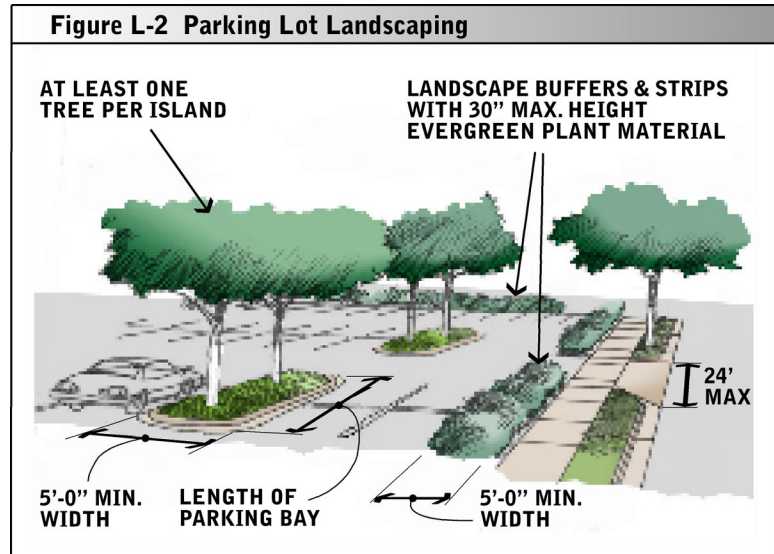 Figure L-2 Parking Lot Landscaping
AT LEAST ONE
TREE PER ISLAND
LANDSCAPE BUFFERS & STRIPS
WITH 30” MAX. HEIGHT
EVERGREEN PLANT MATERIAL
24’
MAX
5’-0” MIN.
WIDTH
LENGTH OF
PARKING BAY
5’-0” MIN.
WIDTH